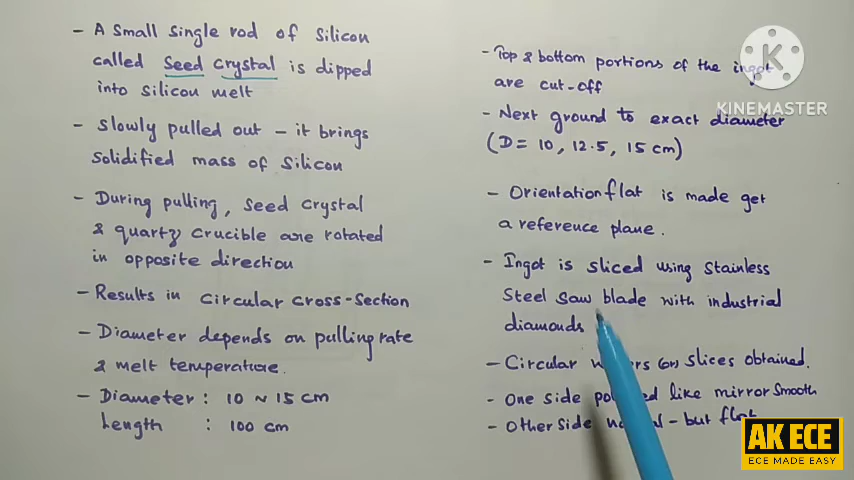 - A small single rod of silicon
called seed crystal is dipped
into silicon melt
- slowly pulled out - it brings
solidified mass of silicon
- During pulling, seed crystal
& quartz crucible are rotated
in opposite direction
- Results in circular cross-section
- Diameter depends on pulling rate
& melt temperature.
- Diameter : 10 ~ 15 cm
Length : 100 cm
- Top & bottom portions of the ingot
are cut-off
- Next ground to exact diameter
(D = 10, 12.5, 15 cm)
- Orientation flat is made get
a reference plane.
- Ingot is sliced using stainless
steel saw blade with industrial
diamonds
- Circular (or) slices obtained.
- One side like mirror smooth
- Other side - but flat
KINEMASTER
AK ECE
ECE MADE EASY